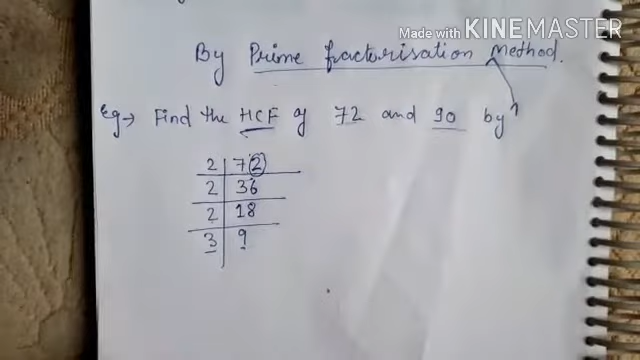 Made with KINEMASTER
By Prime factorisation Method.
Eg→ Find the HCF of 72 and 90 by
2 72
2 36
2 18
3 9